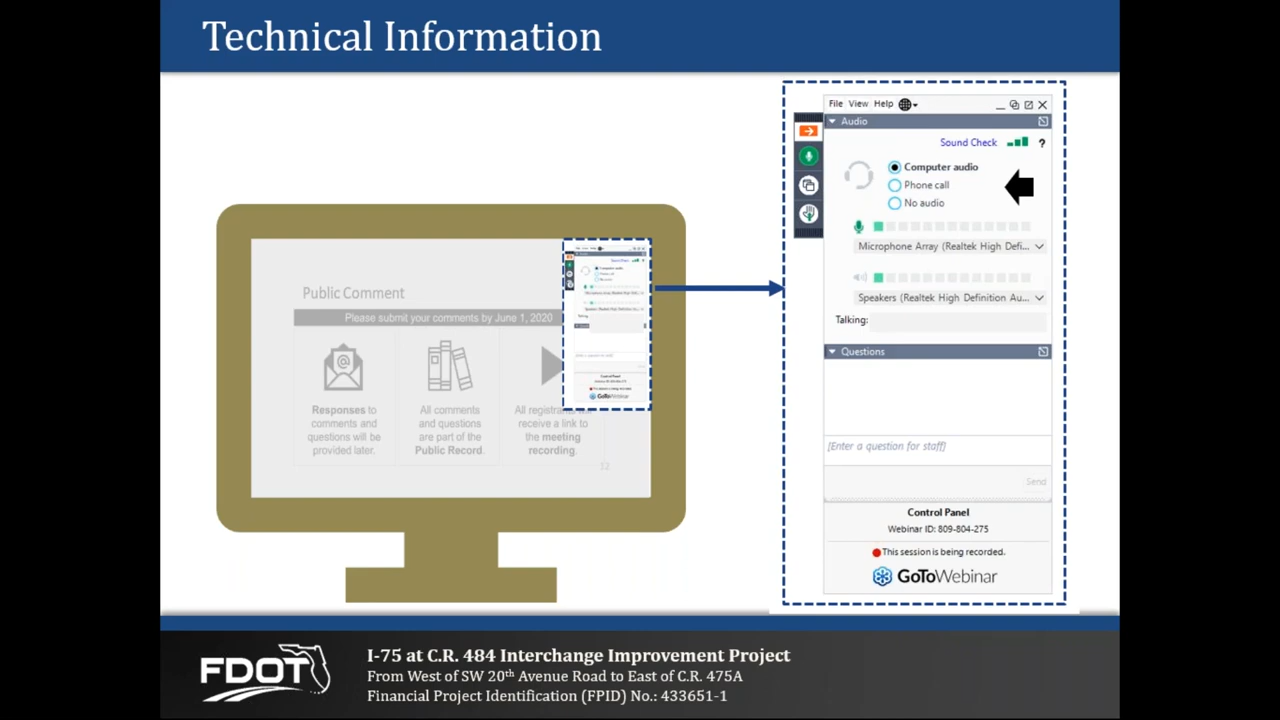 Technical Information
Public Comment
Please submit your comments by June 1, 2020
Responses to
comments and
questions will be
provided later.
All comments
and questions
are part of the
Public Record.
All registrants will
receive a link to
the meeting
recording.
12
File View Help
Audio
Sound Check
?
Computer audio
Phone call
No audio
Microphone Array (Realtek High Defi...
Speakers (Realtek High Definition Au...
Talking:
Questions
[Enter a question for staff]
Send
Control Panel
Webinar ID: 809-804-275
This session is being recorded.
GoToWebinar
FDOT
I-75 at C.R. 484 Interchange Improvement Project
From West of SW 20th Avenue Road to East of C.R. 475A
Financial Project Identification (FPID) No.: 433651-1